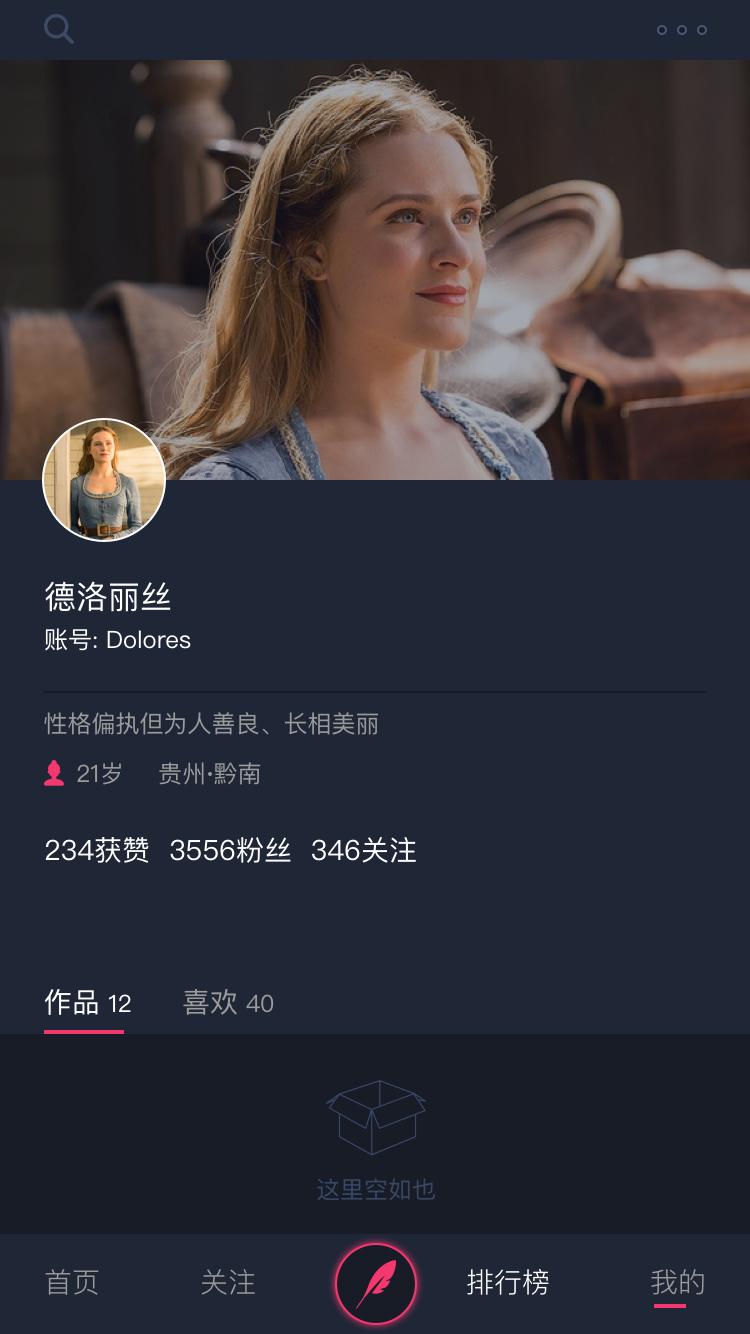 德洛丽丝
账号: Dolores
性格偏执但为人善良、长相美丽
21岁 贵州·黔南
234获赞 3556粉丝 346关注
作品 12 喜欢 40
这里空如也
首页 关注 排行榜 我的